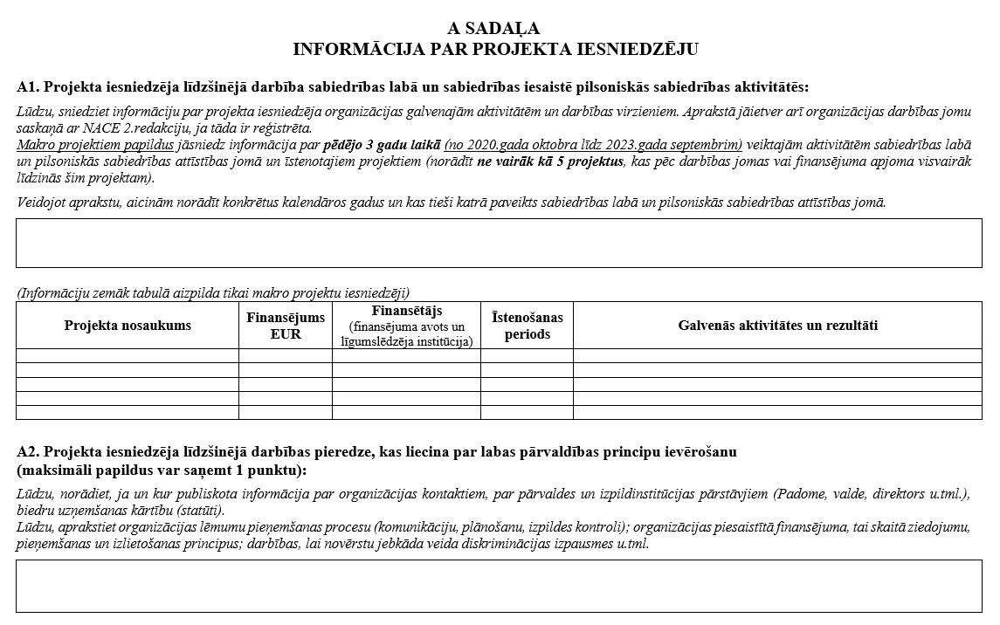 A SADAĻA
INFORMĀCIJA PAR PROJEKTA IESNIEDZĒJU
A1. Projekta iesniedzēja līdzšinējā darbība sabiedrības labā un sabiedrības iesaistē pilsoniskās sabiedrības aktivitātēs:
Lūdzu, sniedziet informāciju par projekta iesniedzēja organizācijas galvenajām aktivitātēm un darbības virzieniem. Aprakstā jāietver arī organizācijas darbības jomu
saskaņā ar NACE 2.redakciju, ja tāda ir reģistrēta.
Makro projektiem papildus jāsniedz informācija par pēdējo 3 gadu laikā (no 2020.gada oktobra līdz 2023.gada septembrim) veiktajām aktivitātēm sabiedrības labā
un pilsoniskās sabiedrības attīstības jomā un īstenotajiem projektiem (norādīt ne vairāk kā 5 projektus, kas pēc darbības jomas vai finansējuma apjoma visvairāk
līdzinās šim projektam).
Veidojot aprakstu, aicinām norādīt konkrētus kalendāros gadus un kas tieši katrā paveikts sabiedrības labā un pilsoniskās sabiedrības attīstības jomā.
(Informāciju zemāk tabulā aizpilda tikai makro projektu iesniedzēji)
Projekta nosaukums
Finansējums
EUR
Finansētājs
(finansējuma avots un
līgumslēdzēja institūcija)
Īstenošanas
periods
Galvenās aktivitātes un rezultāti
A2. Projekta iesniedzēja līdzšinējā darbības pieredze, kas liecina par labas pārvaldības principu ievērošanu
(maksimāli papildus var saņemt 1 punktu):
Lūdzu, norādiet, ja un kur publiskota informācija par organizācijas kontaktiem, par pārvaldes un izpildinstitūcijas pārstāvjiem (Padome, valde, direktors u.tml.),
biedru uzņemšanas kārtību (statūti).
Lūdzu, aprakstiet organizācijas lēmumu pieņemšanas procesu (komunikāciju, plānošanu, izpildes kontroli); organizācijas piesaistītā finansējuma, tai skaitā ziedojumu,
pieņemšanas un izlietošanas principus; darbības, lai novērstu jebkāda veida diskriminācijas izpausmes u.tml.